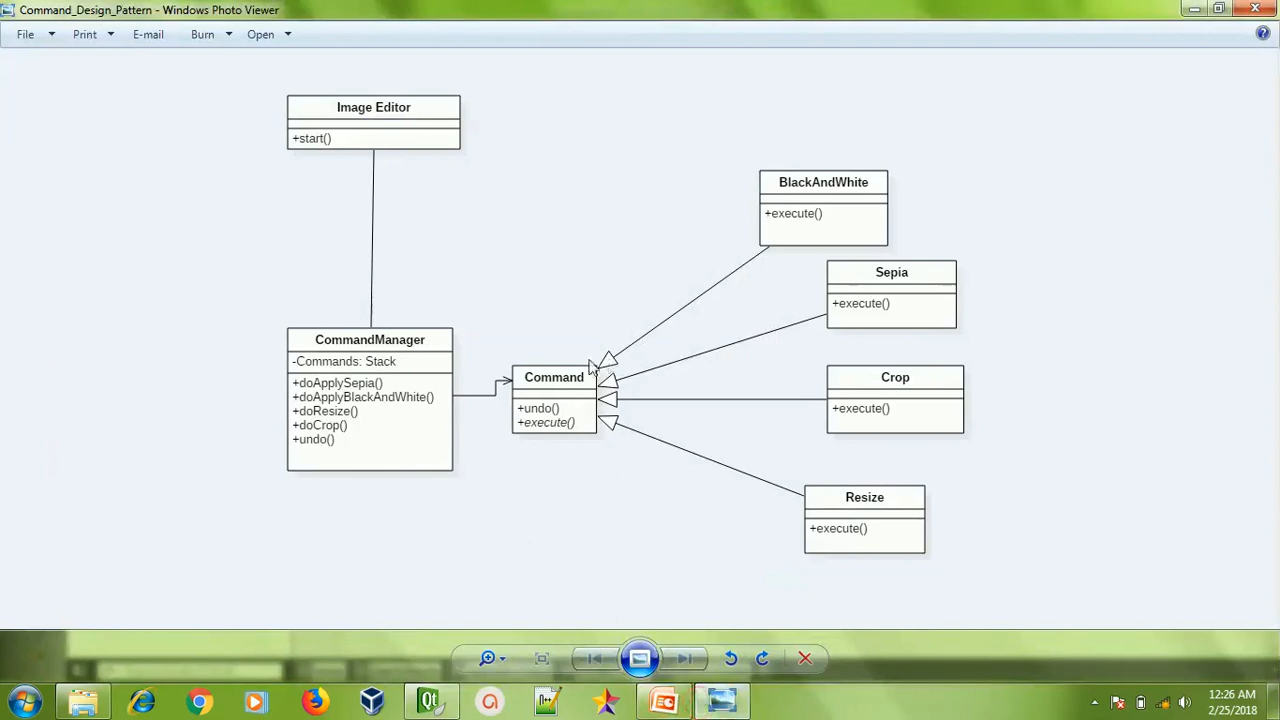 Command_Design_Pattern - Windows Photo Viewer
File Print E-mail Burn Open
Image Editor
+start()
BlackAndWhite
+execute()
Sepia
+execute()
CommandManager
-Commands: Stack
+doApplySepia()
+doApplyBlackAndWhite()
+doResize()
+doCrop()
+undo()
Command
+undo()
+execute()
Crop
+execute()
Resize
+execute()
Qt
12:26 AM
2/25/2018